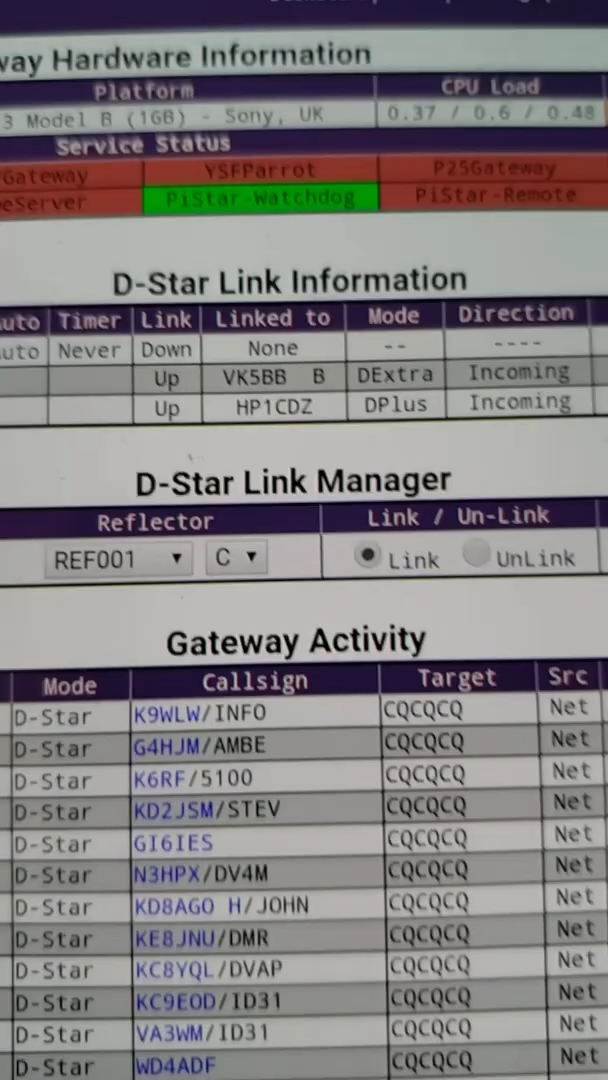 way Hardware Information
Platform CPU Load
3 Model B (1GB) - Sony, UK 0.37 / 0.6 / 0.48
Service Status
Gateway YSFParrot P25Gateway
eServer PiStar-Watchdog PiStar-Remote
D-Star Link Information
uto Timer Link Linked to Mode Direction
uto Never Down None -- ----
Up VK5BB B DExtra Incoming
Up HP1CDZ DPlus Incoming
D-Star Link Manager
Reflector Link / Un-Link
REF001 C Link UnLink
Gateway Activity
Mode Callsign Target Src
D-Star K9WLW/INFO CQCQCQ Net
D-Star G4HJM/AMBE CQCQCQ Net
D-Star K6RF/5100 CQCQCQ Net
D-Star KD2JSM/STEV CQCQCQ Net
D-Star GI6IES CQCQCQ Net
D-Star N3HPX/DV4M CQCQCQ Net
D-Star KD8AGO H/JOHN CQCQCQ Net
D-Star KE8JNU/DMR CQCQCQ Net
D-Star KC8YQL/DVAP CQCQCQ Net
D-Star KC9EOD/ID31 CQCQCQ Net
D-Star VA3WM/ID31 CQCQCQ Net
D-Star WD4ADF CQCQCQ Net